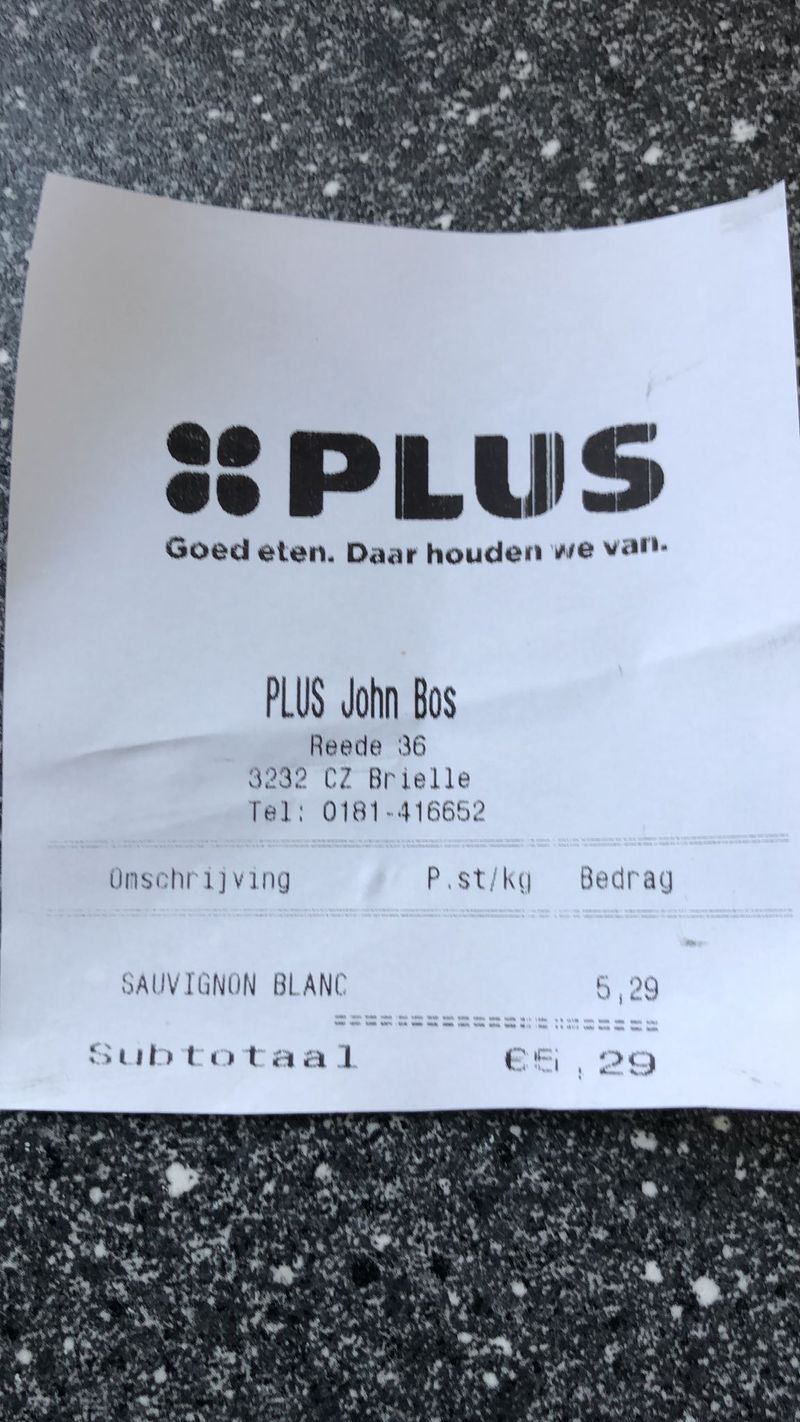 PLUS
Goed eten. Daar houden we van.
PLUS John Bos
Reede 36
3232 CZ Brielle
Tel: 0181-416652
Omschrijving P.st/kg Bedrag
SAUVIGNON BLANC 5,29
Subtotaal €5,29